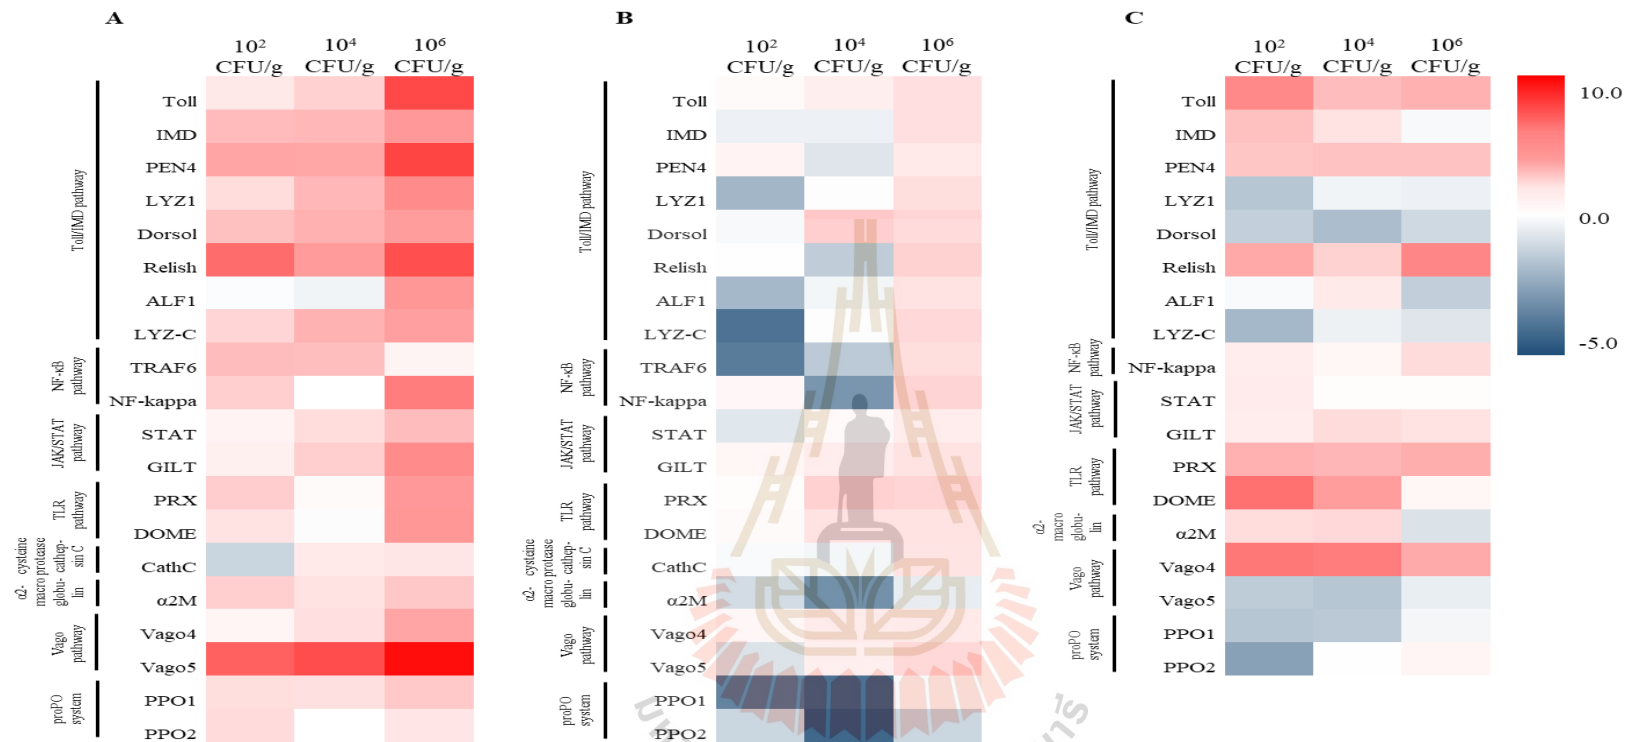 A
10² CFU/g
10⁴ CFU/g
10⁶ CFU/g
Toll/IMD pathway
Toll
IMD
PEN4
LYZ1
Dorsol
Relish
ALF1
LYZ-C
NF-κB pathway
TRAF6
NF-kappa
JAK/STAT pathway
STAT
GILT
TLR pathway
PRX
DOME
cysteine protease cathep-sin C
CathC
α2-macro globu-lin
α2M
Vago pathway
Vago4
Vago5
proPO system
PPO1
PPO2
B
10² CFU/g
10⁴ CFU/g
10⁶ CFU/g
Toll/IMD pathway
Toll
IMD
PEN4
LYZ1
Dorsol
Relish
ALF1
LYZ-C
NF-κB pathway
TRAF6
NF-kappa
JAK/STAT pathway
STAT
GILT
TLR pathway
PRX
DOME
cysteine protease cathep-sin C
CathC
α2-macro globu-lin
α2M
Vago pathway
Vago4
Vago5
proPO system
PPO1
PPO2
C
10² CFU/g
10⁴ CFU/g
10⁶ CFU/g
Toll/IMD pathway
Toll
IMD
PEN4
LYZ1
Dorsol
Relish
ALF1
LYZ-C
NF-κB pathway
NF-kappa
JAK/STAT pathway
STAT
GILT
TLR pathway
PRX
DOME
α2-macro globu-lin
α2M
Vago pathway
Vago4
Vago5
proPO system
PPO1
PPO2
10.0
0.0
-5.0